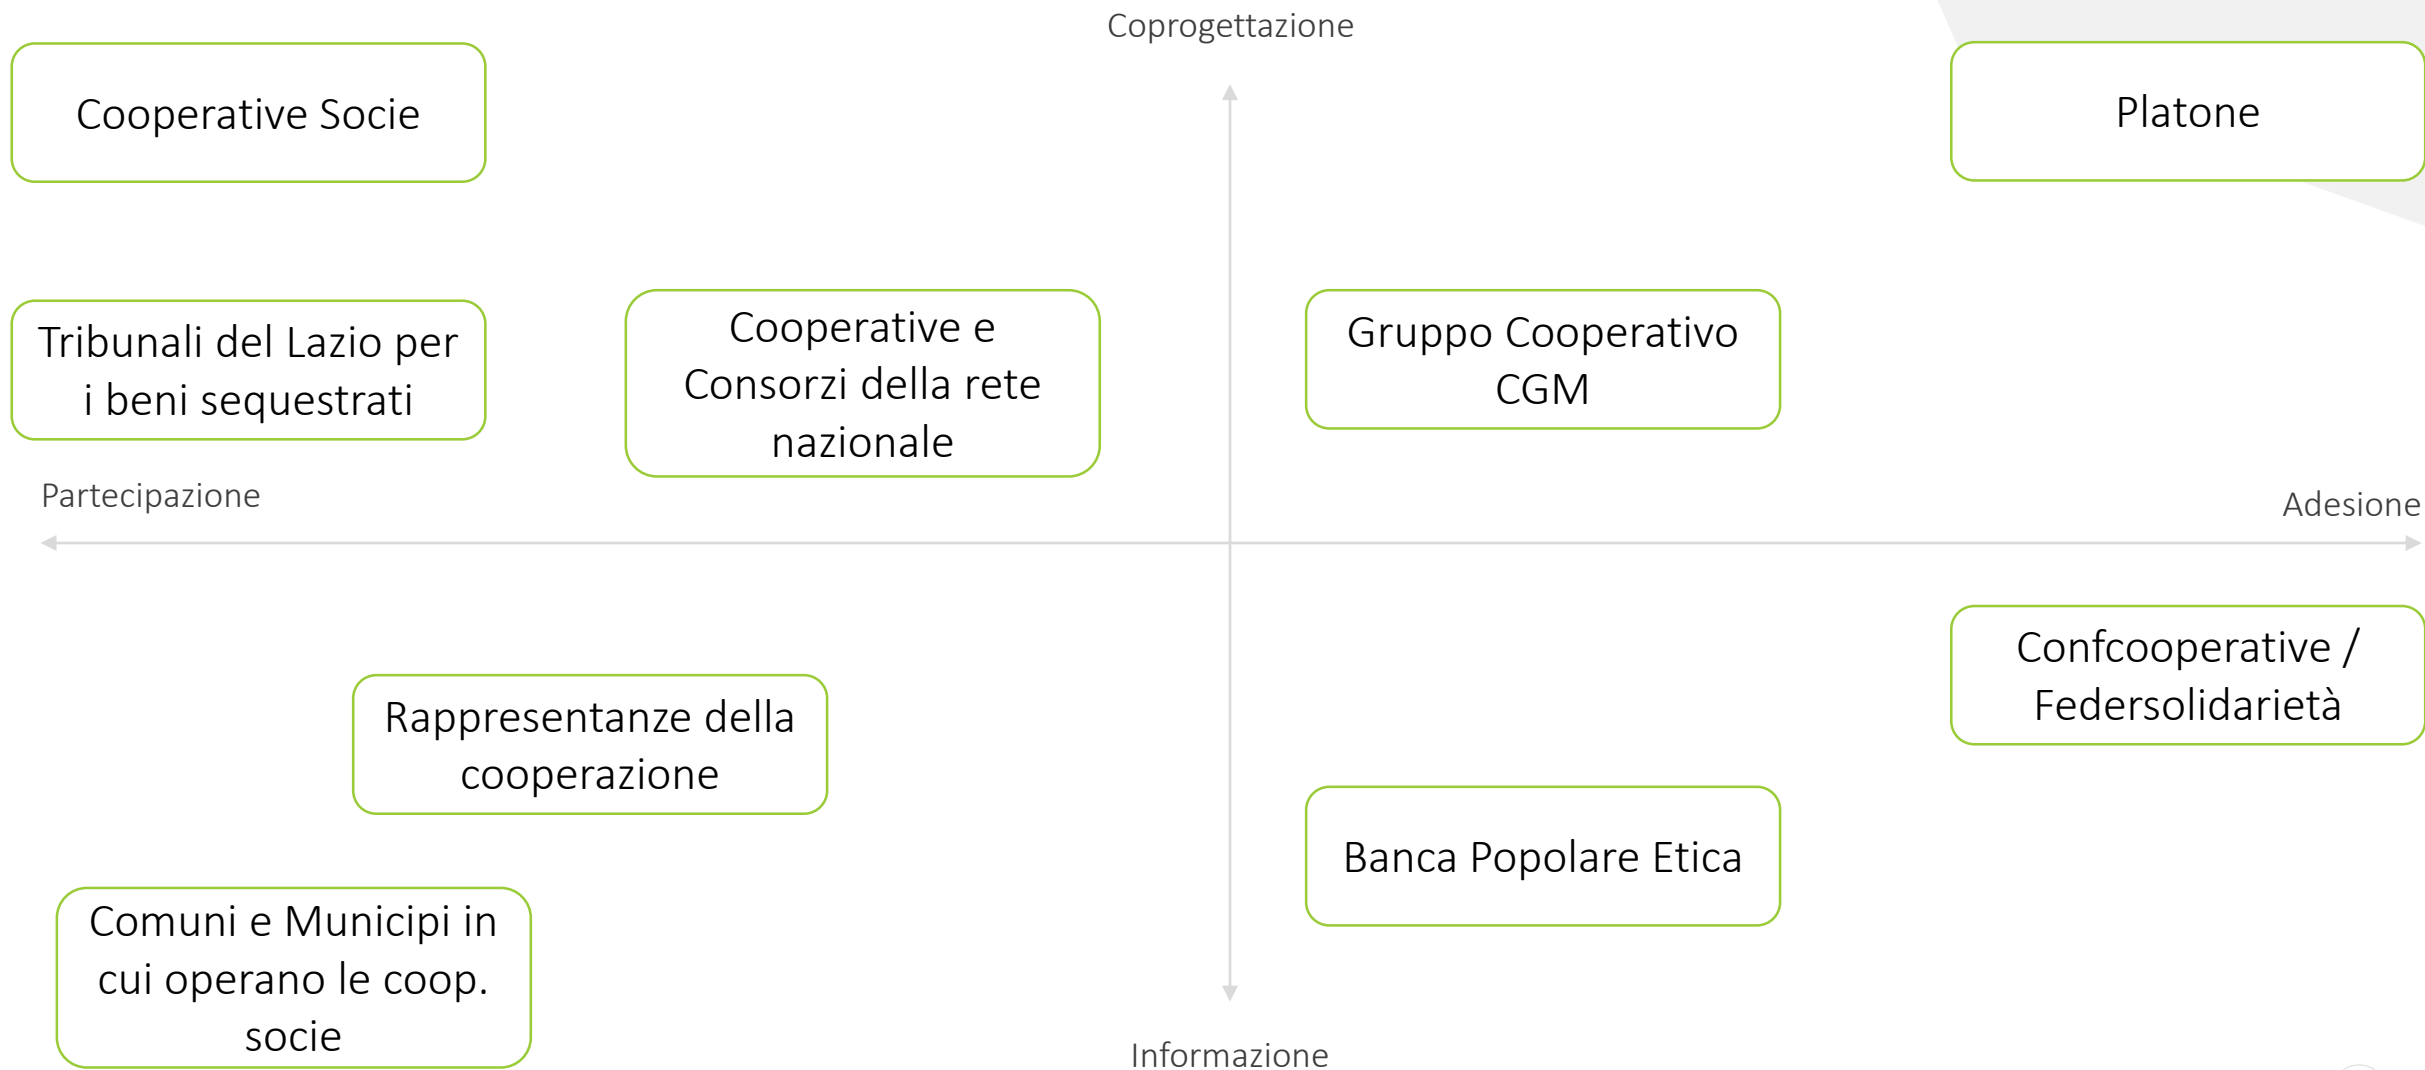 Coprogettazione
Cooperative Socie
Platone
Tribunali del Lazio per
i beni sequestrati
Cooperative e
Consorzi della rete
nazionale
Gruppo Cooperativo
CGM
Partecipazione
Adesione
Rappresentanze della
cooperazione
Confcooperative /
Federsolidarietà
Banca Popolare Etica
Comuni e Municipi in
cui operano le coop.
socie
Informazione